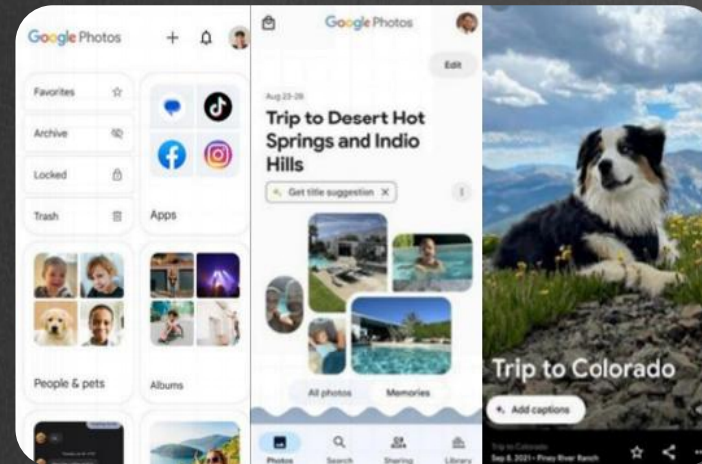 Google Photos
Favorites
Archive
Locked
Trash
Apps
People & pets
Albums
Google Photos
Edit
Aug 23-28
Trip to Desert Hot
Springs and Indio
Hills
Get title suggestion
All photos
Memories
Photos
Search
Sharing
Library
Trip to Colorado
Add captions
Trip to Colorado
Sep 8, 2021 • Piney River Ranch